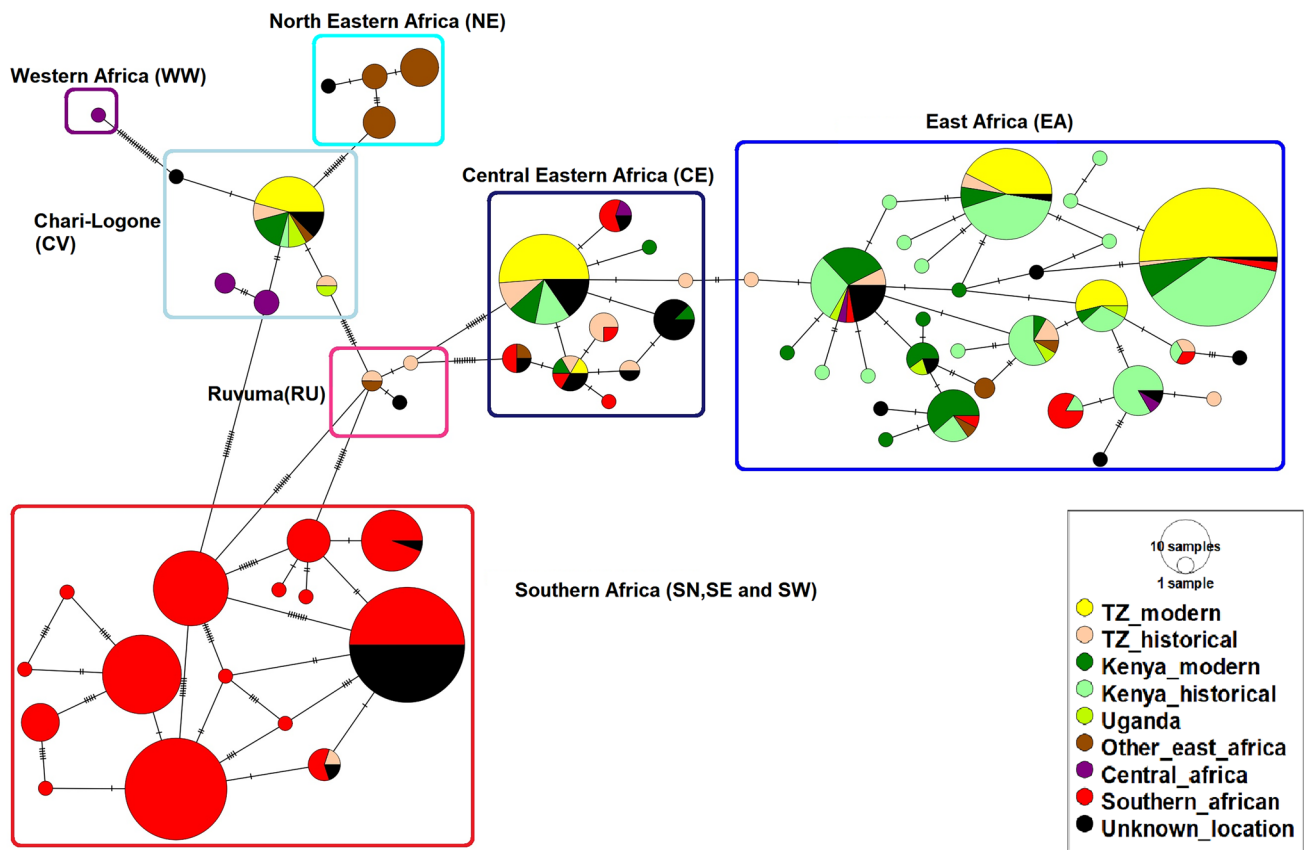 North Eastern Africa (NE)
Western Africa (WW)
East Africa (EA)
Central Eastern Africa (CE)
Chari-Logone
(CV)
Ruvuma(RU)
Southern Africa (SN,SE and SW)
10 samples
1 sample
TZ_modern
TZ_historical
Kenya_modern
Kenya_historical
Uganda
Other_east_africa
Central_africa
Southern_african
Unknown_location